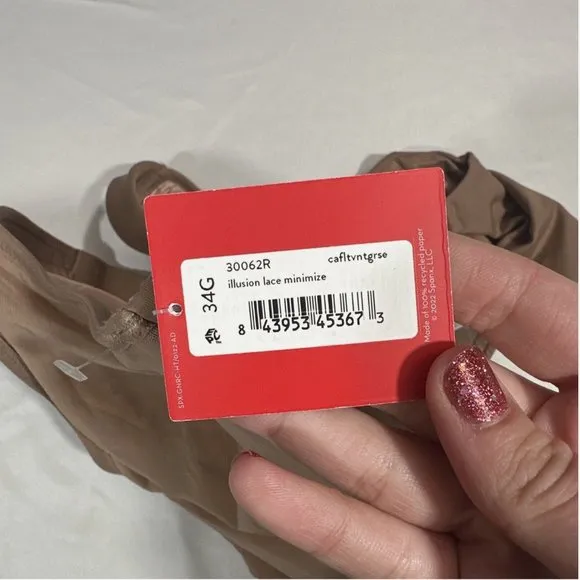 34G
30062R cafltvntgrse
illusion lace minimize
8 43953 45367 3
Made of 100% recycled paper
© 2022 Spanx, LLC